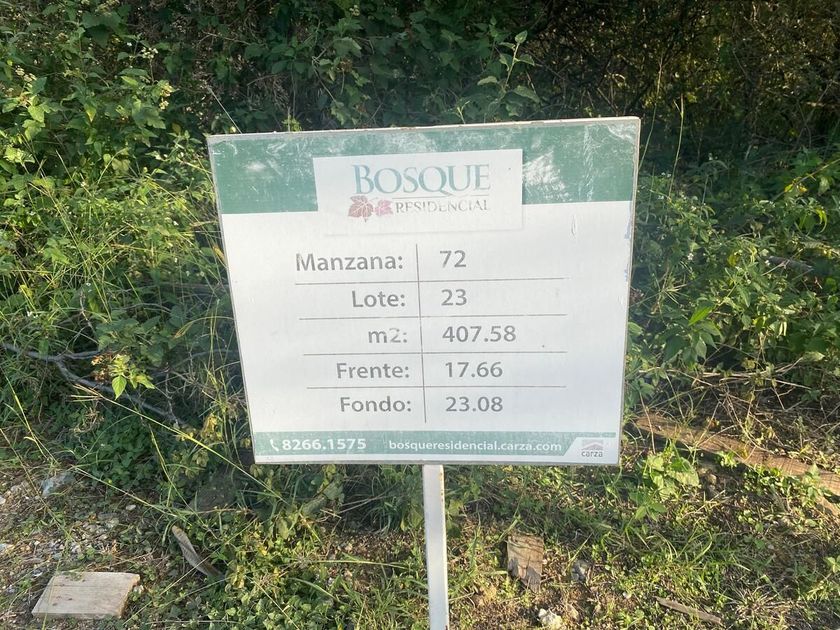 BOSQUE
RESIDENCIAL
Manzana: 72
Lote: 23
m2: 407.58
Frente: 17.66
Fondo: 23.08
8266.1575 bosqueresidencial.carza.com carza